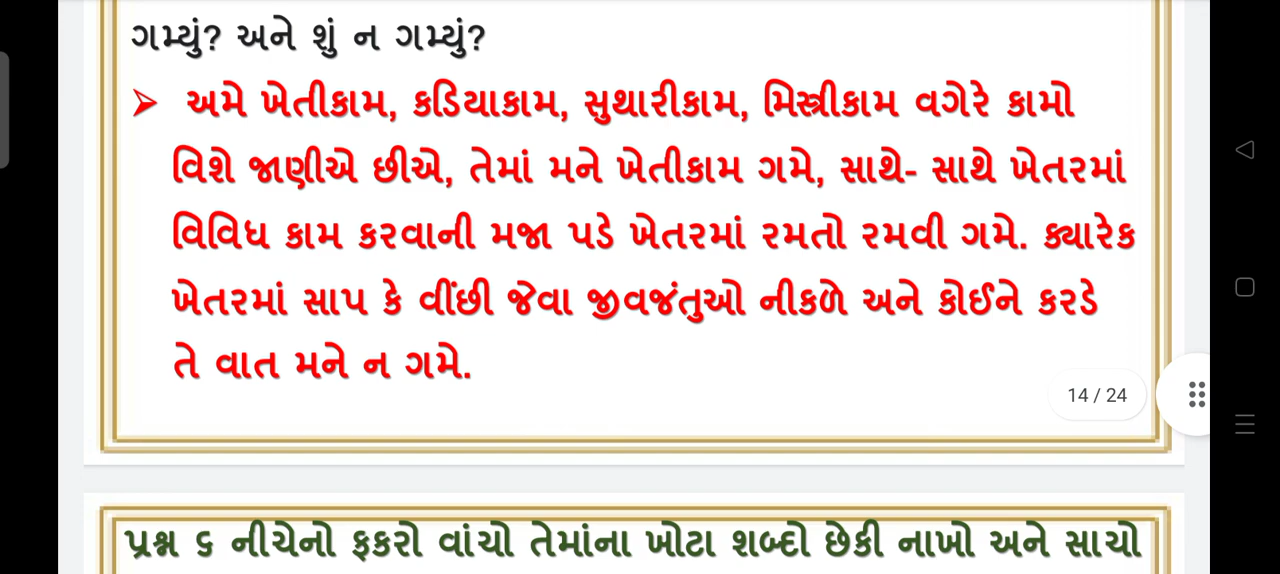 ગમ્યું? અને શું ન ગમ્યું?
➢ અમે ખેતીકામ, કડિયાકામ, સુથારીકામ, મિસ્ત્રીકામ વગેરે કામો
વિશે જાણીએ છીએ, તેમાં મને ખેતીકામ ગમે, સાથે- સાથે ખેતરમાં
વિવિધ કામ કરવાની મજા પડે ખેતરમાં રમતો રમવી ગમે. ક્યારેક
ખેતરમાં સાપ કે વીંછી જેવા જીવજંતુઓ નીકળે અને કોઈને કરડે
તે વાત મને ન ગમે.
14 / 24
પ્રશ્ન ૬ નીચેનો ફકરો વાંચો તેમાંના ખોટા શબ્દો છેકી નાખો અને સાચો